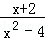 x+2
x² − 4